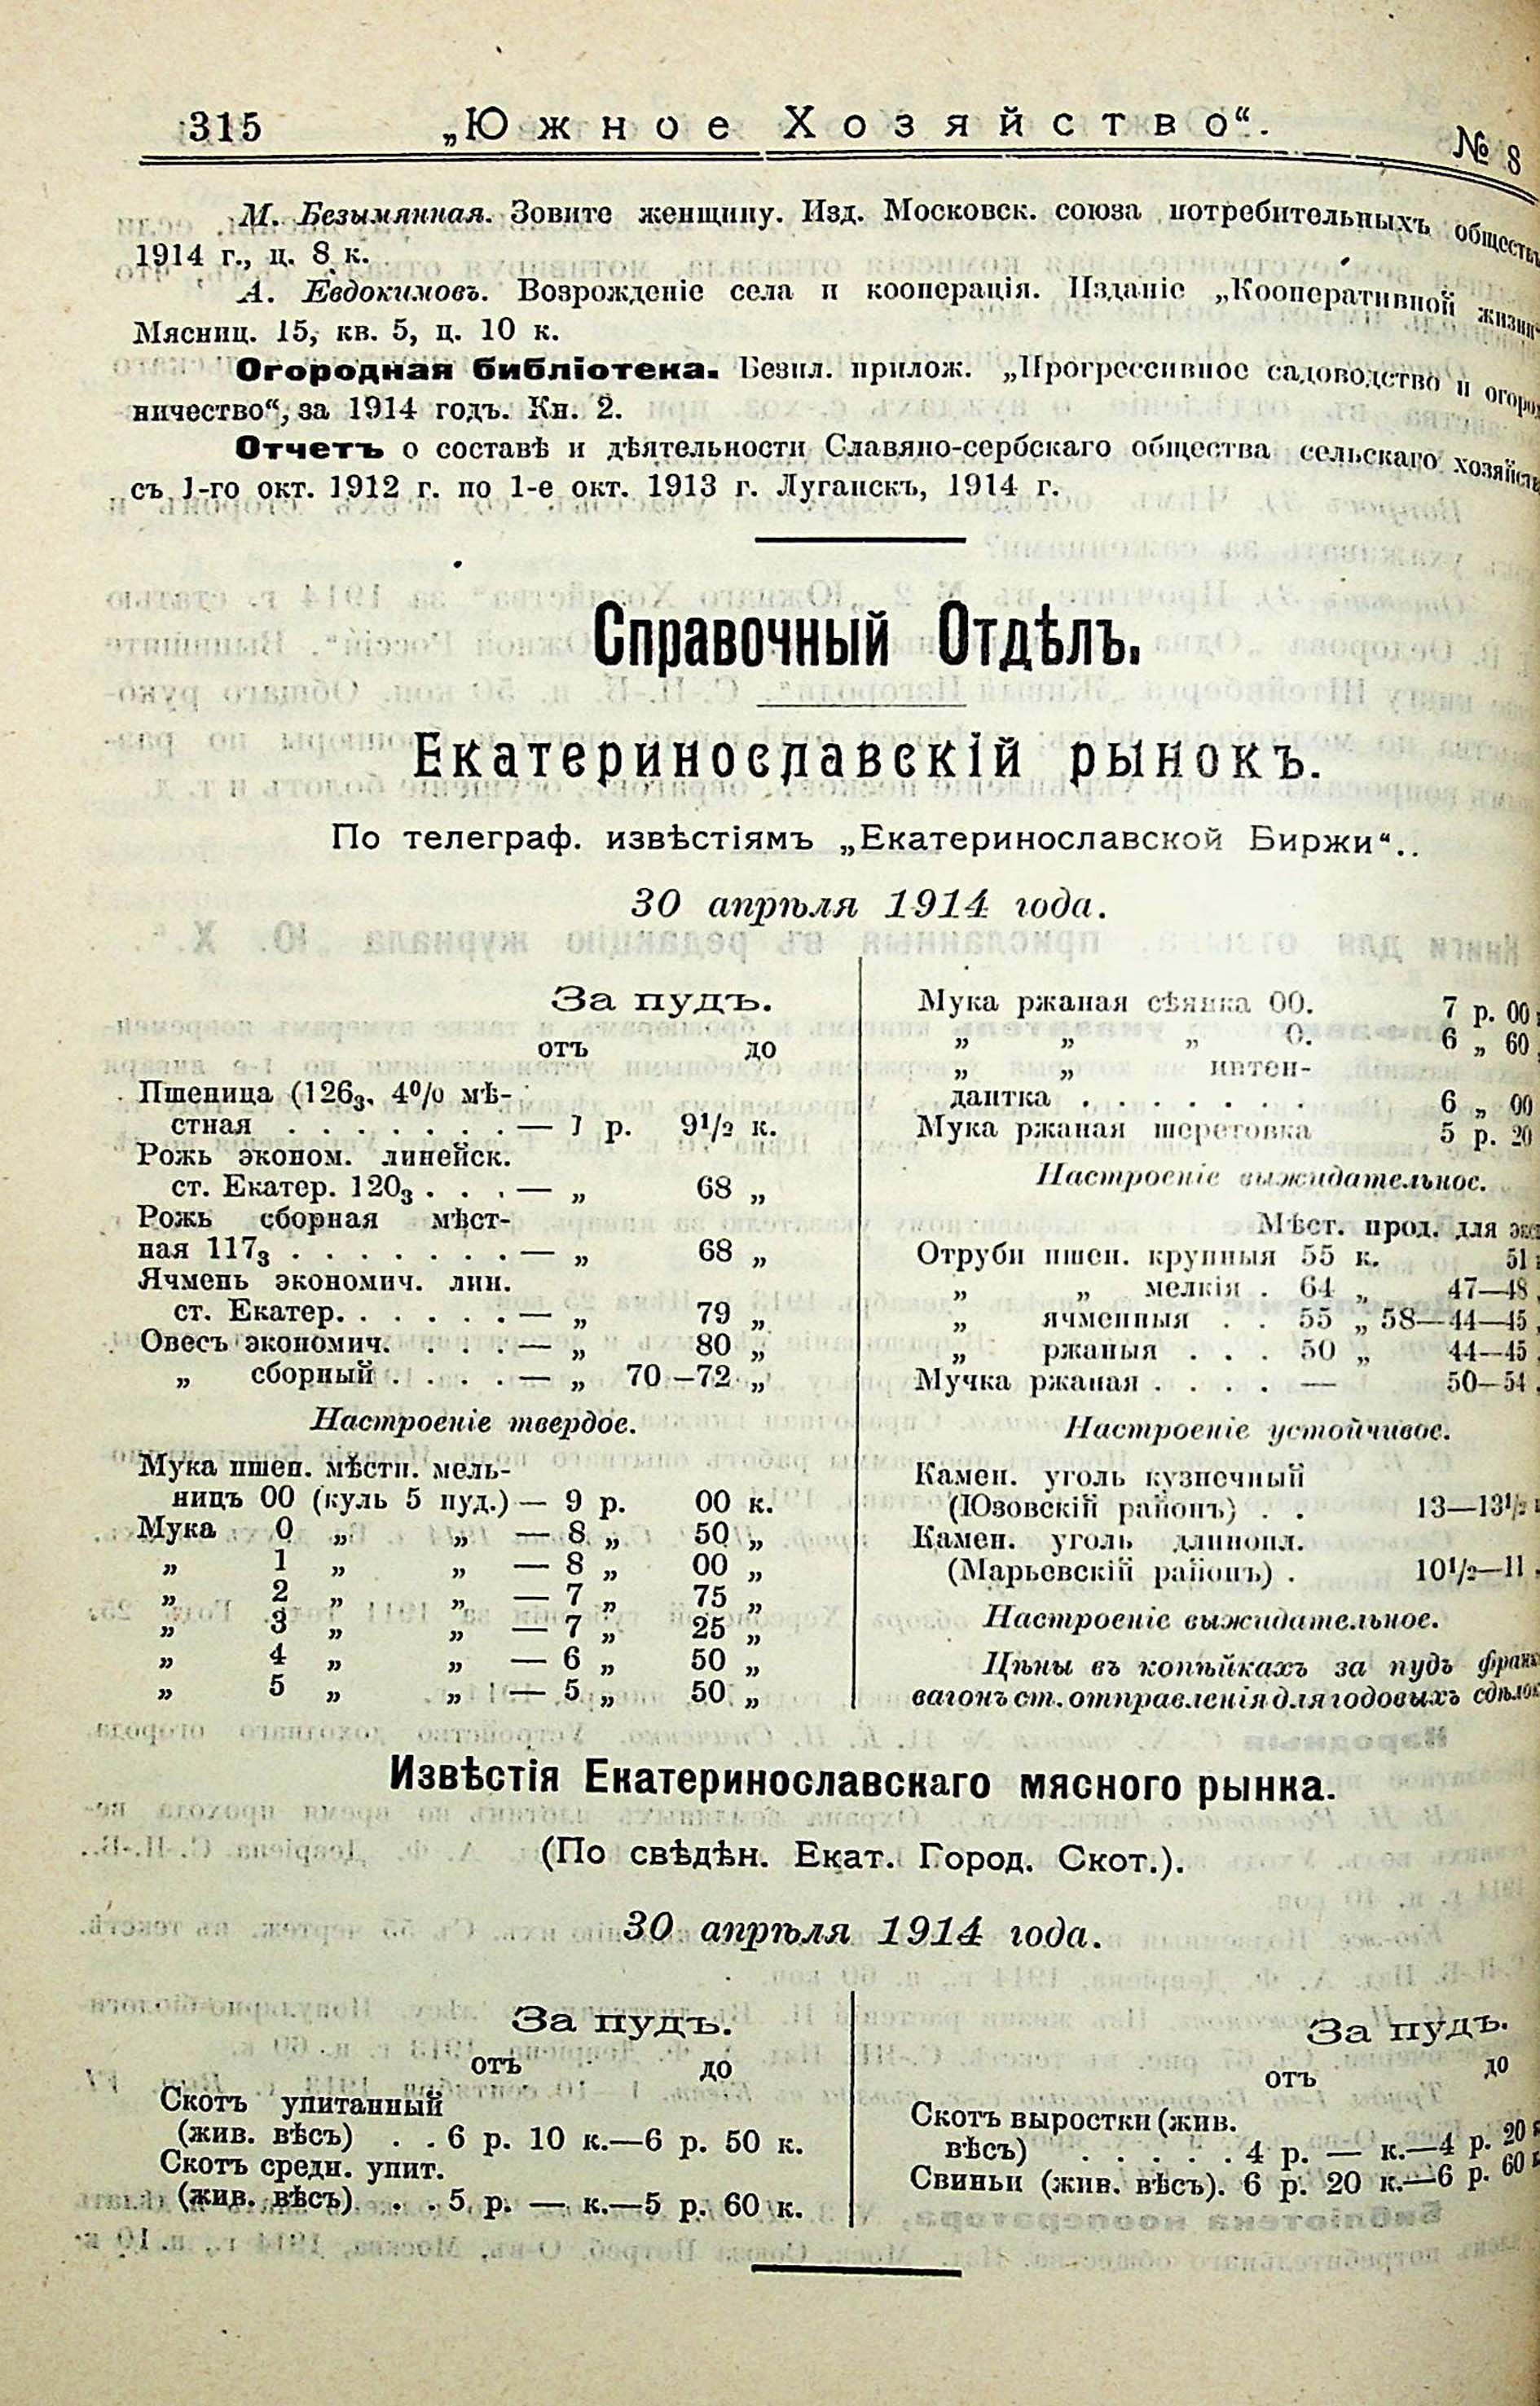 315 „Южное Хозяйство“. № 8
М. Безымянная. Зовите женщину. Изд. Московск. союза потребительныхъ обществъ
1914 г., ц. 8 к.
А. Евдокимовъ. Возрожденіе села и кооперація. Изданіе „Кооперативной жизни“
Мясниц. 15, кв. 5, ц. 10 к.
Огородная библіотека. Безпл. прилож. „Прогрессивное садоводство и огород
ничество“, за 1914 годъ. Кн. 2.
Отчетъ о составѣ и дѣятельности Славяно-сербскаго общества сельскаго хозяйств
съ 1-го окт. 1912 г. по 1-е окт. 1913 г. Луганскъ, 1914 г.
Справочный Отдѣлъ.
Екатеринославскій рынокъ.
По телеграф. извѣстіямъ „Екатеринославской Биржи“..
30 апрѣля 1914 года.
За пудъ.
отъ до
Пшеница (126з, 4% мѣ-
стная . . . . . . . — 1 р. 9½ к.
Рожь эконом. линейск.
ст. Екатер. 120з . . . — „ 68 „
Рожь сборная мѣст-
ная 117з . . . . . . . — „ 68 „
Ячмень экономич. лин.
ст. Екатер. . . . . . — „ 79 „
Овесъ экономич. . . . . — „ 80 „
„ сборный . . . . — „ 70—72 „
Настроеніе твердое.
Мука пшен. мѣстн. мель-
ницъ 00 (куль 5 пуд.) — 9 р. 00 к.
Мука 0 „ „ — 8 „ 50 „
„ 1 „ „ — 8 „ 00 „
„ 2 „ „ — 7 „ 75 „
„ 3 „ „ — 7 „ 25 „
„ 4 „ „ — 6 „ 50 „
„ 5 „ „ — 5 „ 50 „
Мука ржаная сѣянка 00. 7 р. 00
„ „ „ 0. 6 „ 60
„ „ интен-
дантка . . . . . . . 6 „ 00
Мука ржаная шеретовка 5 р. 20
Настроеніе выжидательное.
Мѣст. прод. для экс
Отруби пшен. крупныя 55 к. 51
„ „ мелкія . 64 „ 47—48
„ ячменныя . . 55 „ 58—44—45
„ ржаныя . . . 50 „ 44—45
Мучка ржаная . . . . — 50—54
Настроеніе устойчивое.
Камен. уголь кузнечный
(Юзовскій районъ) . . 13—13½
Камен. уголь длиннопл.
(Марьевскій районъ) . 10½—11
Настроеніе выжидательное.
Цѣны въ копѣйкахъ за пудъ франк
вагонъ ст. отправленія для годовыхъ сдѣлок
Извѣстія Екатеринославскаго мясного рынка.
(По свѣдѣн. Екат. Город. Скот.).
30 апрѣля 1914 года.
За пудъ.
отъ до
Скотъ упитанный
(жив. вѣсъ) . . 6 р. 10 к.—6 р. 50 к.
Скотъ средн. упит.
(жив. вѣсъ) . . 5 р. — к.—5 р. 60 к.
За пудъ.
отъ до
Скотъ выростки (жив.
вѣсъ) . . . . . 4 р. — к.—4 р. 20 к
Свиньи (жив. вѣсъ). 6 р. 20 к.—6 р. 60 к